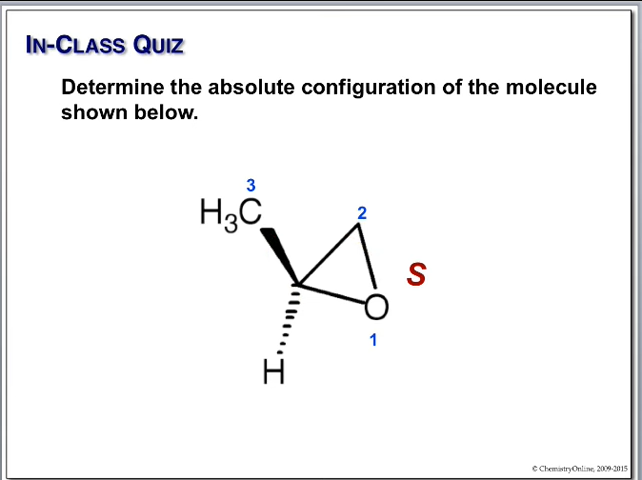 IN-CLASS QUIZ
Determine the absolute configuration of the molecule
shown below.
3
H₃C
2
S
O
1
H
© ChemistryOnline, 2009-2015